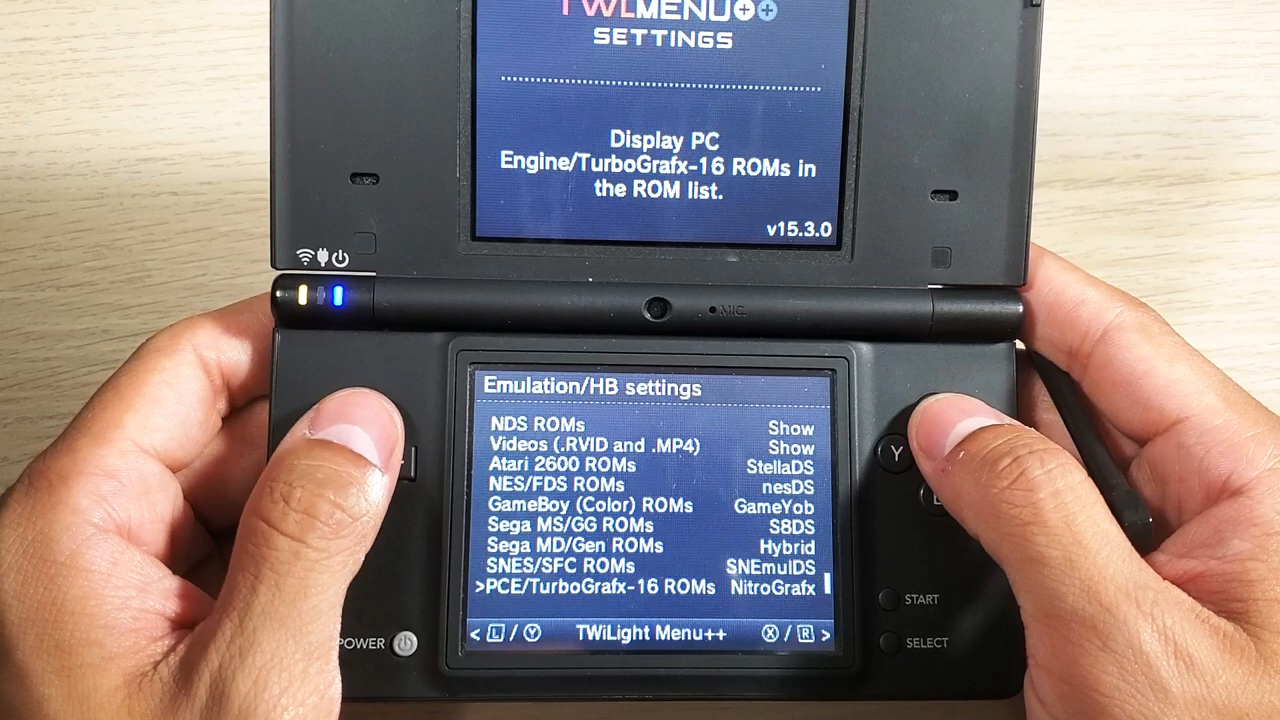 TWLMENU++
SETTINGS
Display PC
Engine/TurboGrafx-16 ROMs in
the ROM list.
v15.3.0
MIC.
Emulation/HB settings
NDS ROMs Show
Videos (.RVID and .MP4) Show
Atari 2600 ROMs StellaDS
NES/FDS ROMs nesDS
GameBoy (Color) ROMs GameYob
Sega MS/GG ROMs S8DS
Sega MD/Gen ROMs Hybrid
SNES/SFC ROMs SNEmulDS
>PCE/TurboGrafx-16 ROMs NitroGrafx
< L / Y TWiLight Menu++ X / R >
Y
START
SELECT
POWER